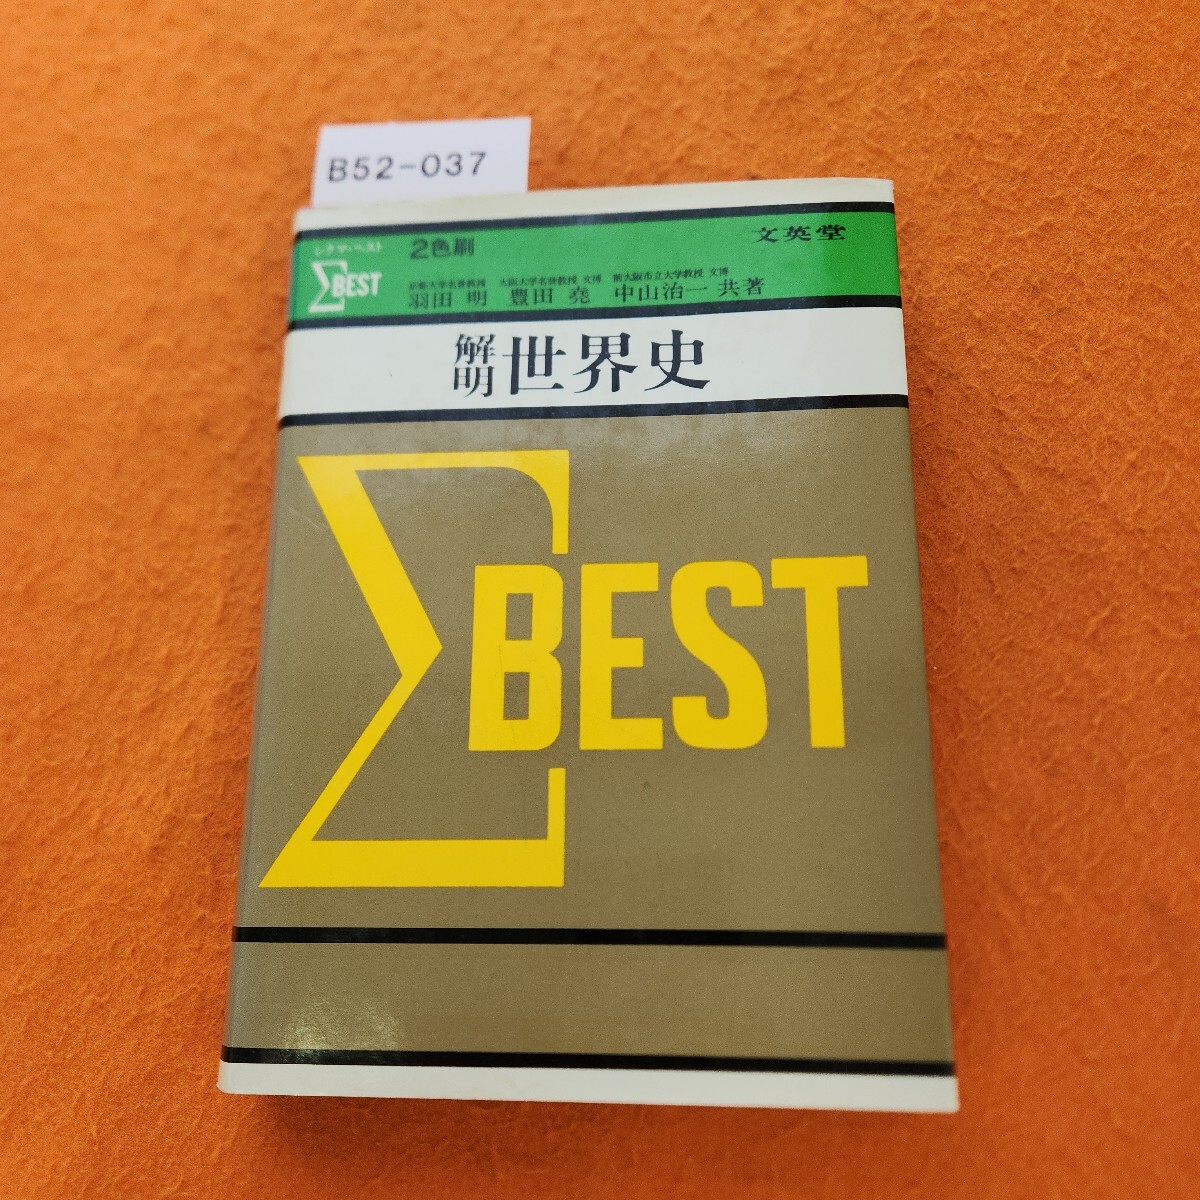 B52-037
シグマ・ベスト
ΣBEST
2色刷
文英堂
京都大学名誉教授 大阪大学名誉教授 文博 前大阪市立大学教授 文博
羽田 明 豊田 堯 中山治一 共著
解明 世界史
ΣBEST